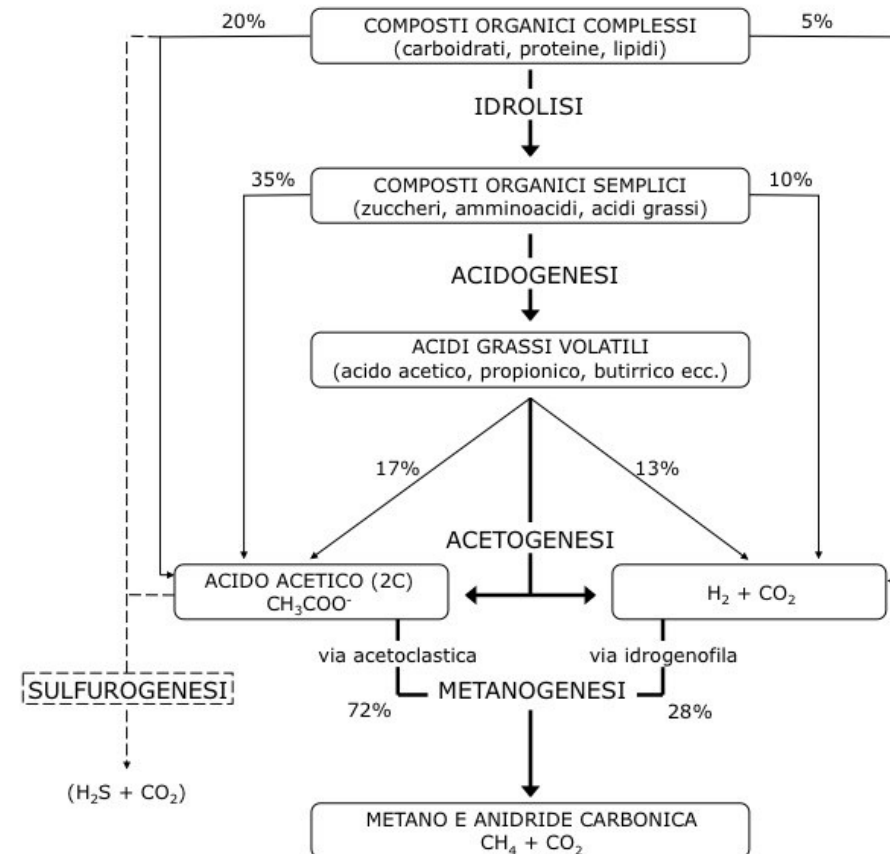 20%
COMPOSTI ORGANICI COMPLESSI
5%
(carboidrati, proteine, lipidi)
IDROLISI
35%
COMPOSTI ORGANICI SEMPLICI
10%
(zuccheri, amminoacidi, acidi grassi)
ACIDOGENESI
ACIDI GRASSI VOLATILI
(acido acetico, propionico, butirrico ecc.)
17%
13%
ACETOGENESI
ACIDO ACETICO (2C)
CH₃COO⁻
H₂ + CO₂
via acetoclastica
via idrogenofila
SULFUROGENESI
METANOGENESI
72%
28%
(H₂S + CO₂)
METANO E ANIDRIDE CARBONICA
CH₄ + CO₂